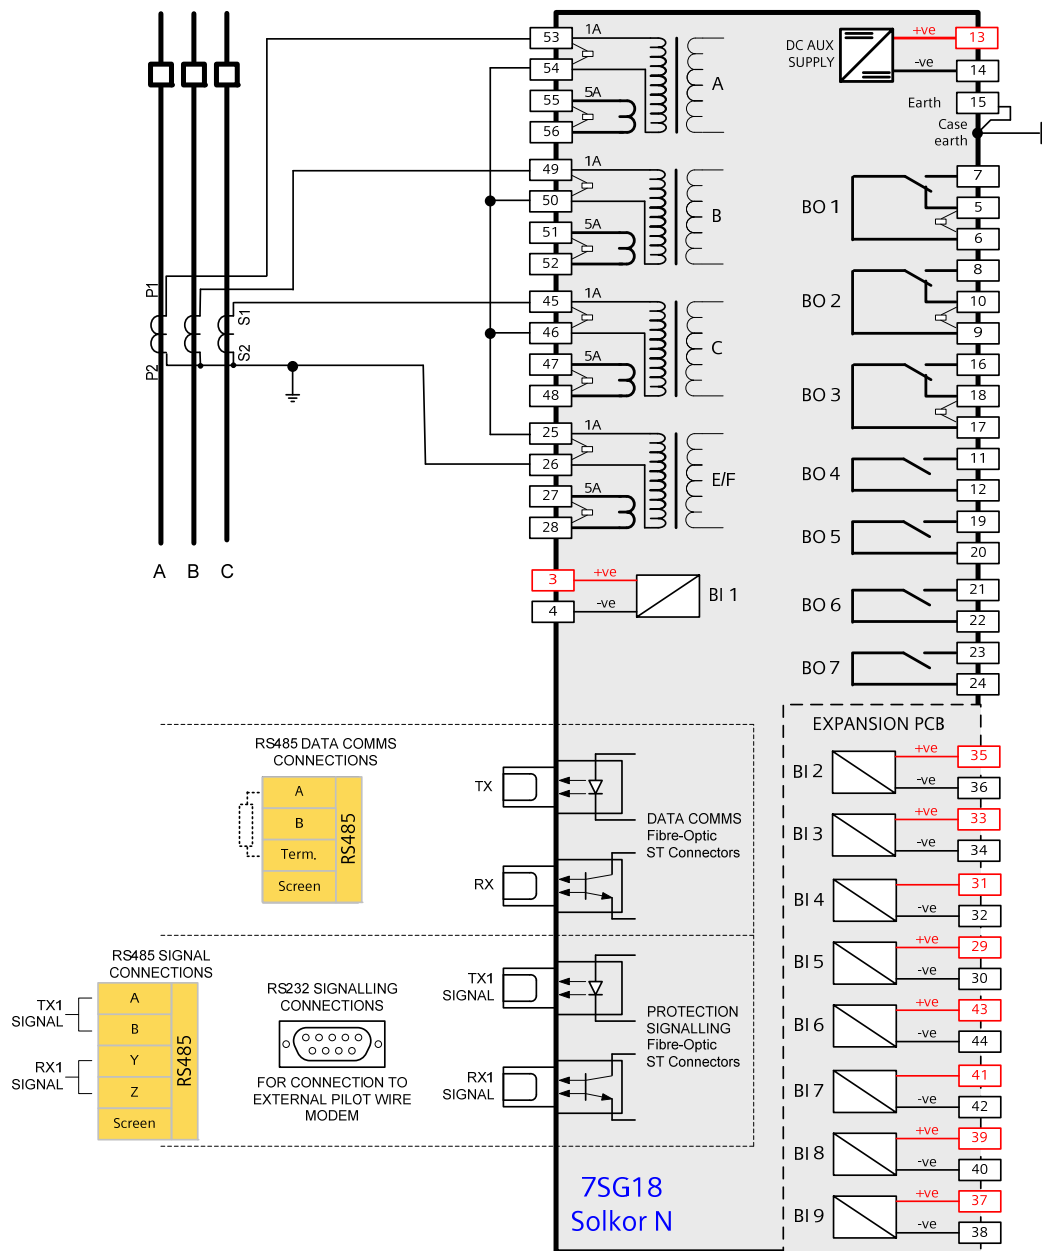 53
1A
54
A
55
5A
56
49
1A
50
B
51
5A
52
45
1A
46
C
47
5A
48
25
1A
26
E/F
27
5A
28
P1
P2
S1
S2
A
B
C
3
+ve
4
-ve
BI 1
DC AUX
SUPPLY
+ve
13
-ve
14
Earth
15
Case
earth
BO 1
7
5
6
BO 2
8
10
9
BO 3
16
18
17
BO 4
11
12
BO 5
19
20
BO 6
21
22
BO 7
23
24
EXPANSION PCB
BI 2
+ve
35
-ve
36
BI 3
+ve
33
-ve
34
BI 4
+ve
31
-ve
32
BI 5
+ve
29
-ve
30
BI 6
+ve
43
-ve
44
BI 7
+ve
41
-ve
42
BI 8
+ve
39
-ve
40
BI 9
+ve
37
-ve
38
RS485 DATA COMMS
CONNECTIONS
A
B
Term.
Screen
RS485
TX
RX
DATA COMMS
Fibre-Optic
ST Connectors
RS485 SIGNAL
CONNECTIONS
TX1
SIGNAL
RX1
SIGNAL
A
B
Y
Z
Screen
RS485
RS232 SIGNALLING
CONNECTIONS
FOR CONNECTION TO
EXTERNAL PILOT WIRE
MODEM
TX1
SIGNAL
RX1
SIGNAL
PROTECTION
SIGNALLING
Fibre-Optic
ST Connectors
7SG18
Solkor N